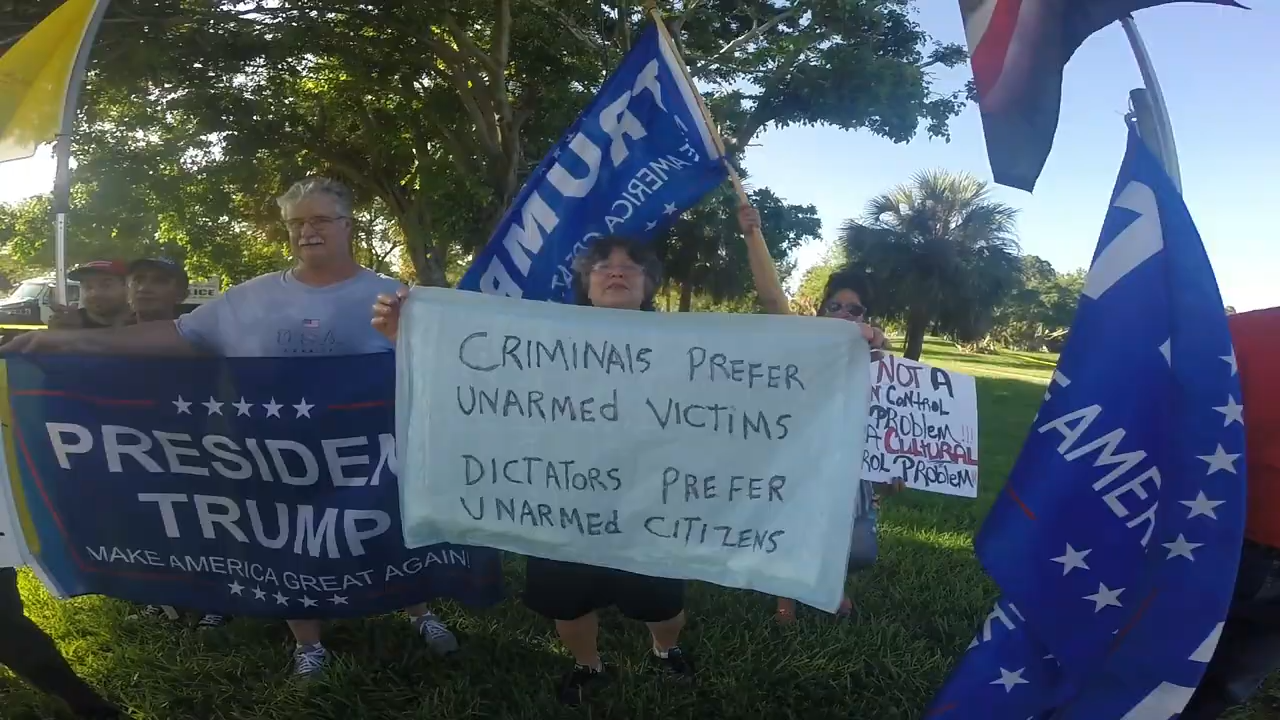 TRUMP
AMERICA
U.S.A.
PRESIDEN
TRUMP
MAKE AMERICA GREAT AGAIN!
CRIMINALS PREFER
UNARMEd VICTIMS
DICTATORS PREFER
UNARMEd CITIZENS
NOT A
N CONTROL
PROBLEM!!!
A CULTURAL
ROL PROBLEM
T
AMER